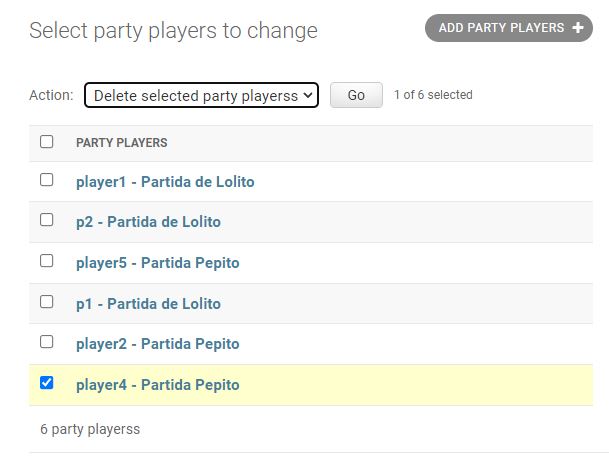 Select party players to change
ADD PARTY PLAYERS +
Action: Delete selected party playerss Go 1 of 6 selected
PARTY PLAYERS
player1 - Partida de Lolito
p2 - Partida de Lolito
player5 - Partida Pepito
p1 - Partida de Lolito
player2 - Partida Pepito
player4 - Partida Pepito
6 party playerss